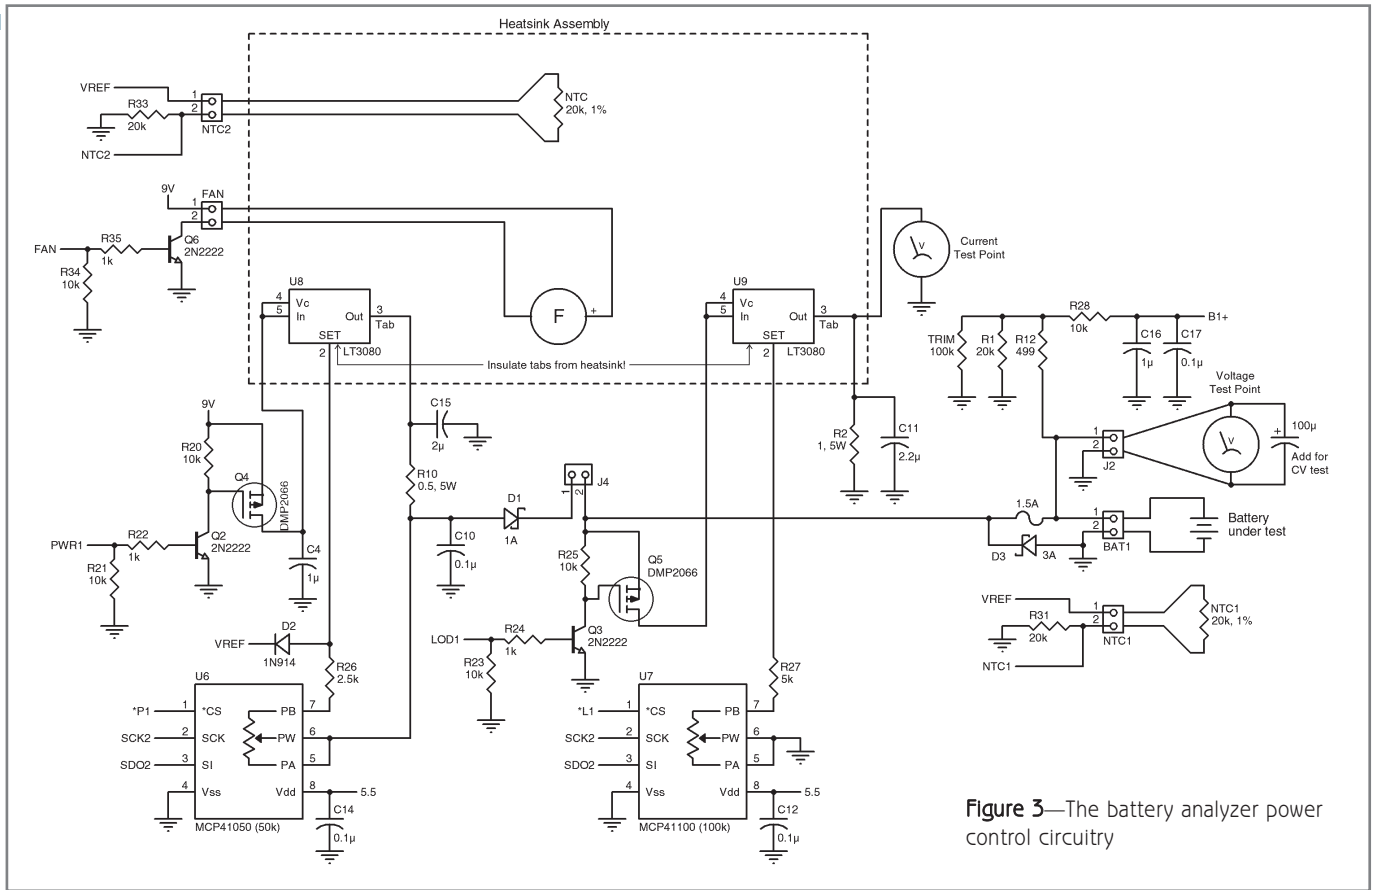 Heatsink Assembly
VREF
R33
20k
1
2
NTC2
NTC2
NTC
20k, 1%
9V
FAN
1
2
FAN
R35
1k
Q6
2N2222
R34
10k
U8
4
Vc
5
In
Out
3
Tab
SET
2
LT3080
F
+
Insulate tabs from heatsink!
U9
4
Vc
5
In
Out
3
Tab
SET
2
LT3080
V
Current
Test Point
R28
10k
B1+
TRIM
100k
R1
20k
R12
499
C16
1µ
C17
0.1µ
Voltage
Test Point
1
2
J2
V
+
100µ
Add for
CV test
9V
R20
10k
Q4
DMP2066
PWR1
R22
1k
Q2
2N2222
R21
10k
C4
1µ
C15
2µ
R10
0.5, 5W
C10
0.1µ
D1
1A
J4
1
2
R25
10k
Q5
DMP2066
LOD1
R24
1k
Q3
2N2222
R23
10k
R2
1, 5W
C11
2.2µ
1.5A
D3
3A
1
2
BAT1
Battery
under test
VREF
R31
20k
1
2
NTC1
NTC1
NTC1
20k, 1%
VREF
D2
1N914
R26
2.5k
R27
5k
U6
*P1
1
*CS
PB
7
SCK2
2
SCK
PW
6
SDO2
3
SI
PA
5
4
Vss
Vdd
8
5.5
MCP41050 (50k)
C14
0.1µ
U7
*L1
1
*CS
PB
7
SCK2
2
SCK
PW
6
SDO2
3
SI
PA
5
4
Vss
Vdd
8
5.5
MCP41100 (100k)
C12
0.1µ
Figure 3—The battery analyzer power
control circuitry